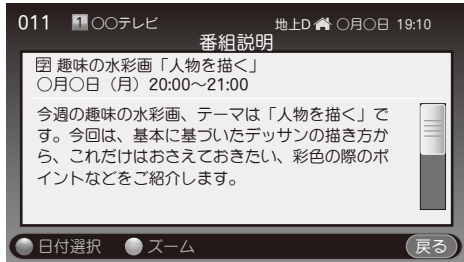 011 1 〇〇テレビ 地上D 〇月〇日 19:10
番組説明
字 趣味の水彩画「人物を描く」
〇月〇日（月）20:00～21:00
今週の趣味の水彩画、テーマは「人物を描く」で
す。今回は、基本に基づいたデッサンの描き方か
ら、これだけはおさえておきたい、彩色の際のポ
イントなどをご紹介します。
日付選択 ズーム 戻る